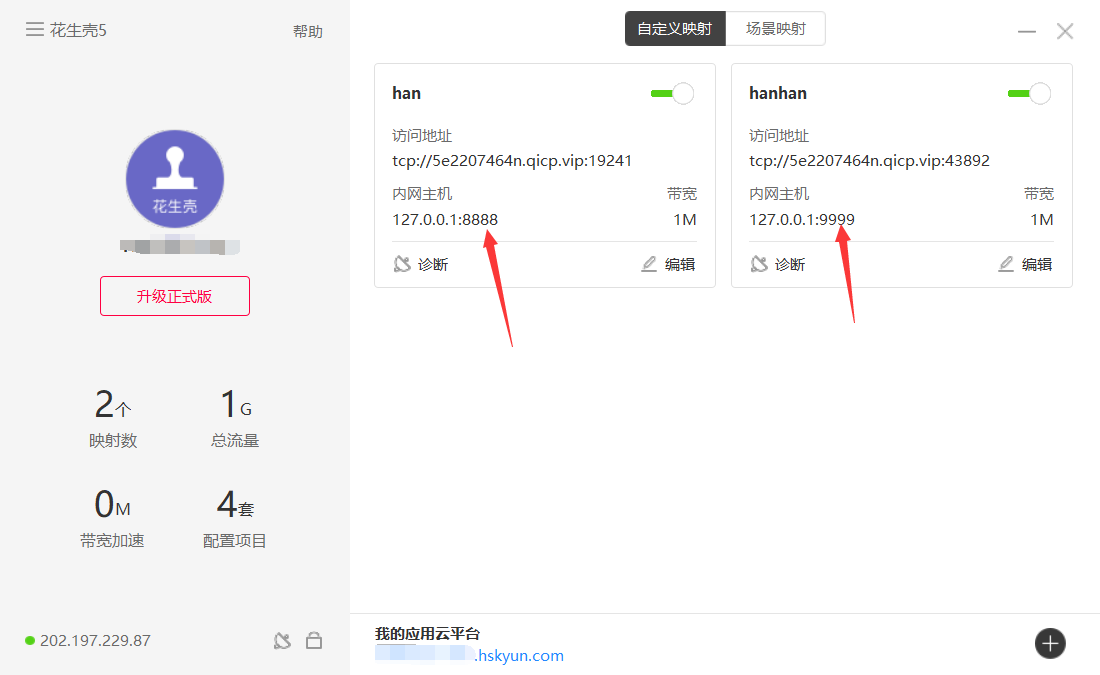 花生壳5
帮助
花生壳
升级正式版
2个
1G
映射数
总流量
0M
4套
带宽加速
配置项目
202.197.229.87
自定义映射
场景映射
han
访问地址
tcp://5e2207464n.qicp.vip:19241
内网主机
带宽
127.0.0.1:8888
1M
诊断
编辑
hanhan
访问地址
tcp://5e2207464n.qicp.vip:43892
内网主机
带宽
127.0.0.1:9999
1M
诊断
编辑
我的应用云平台
.hskyun.com